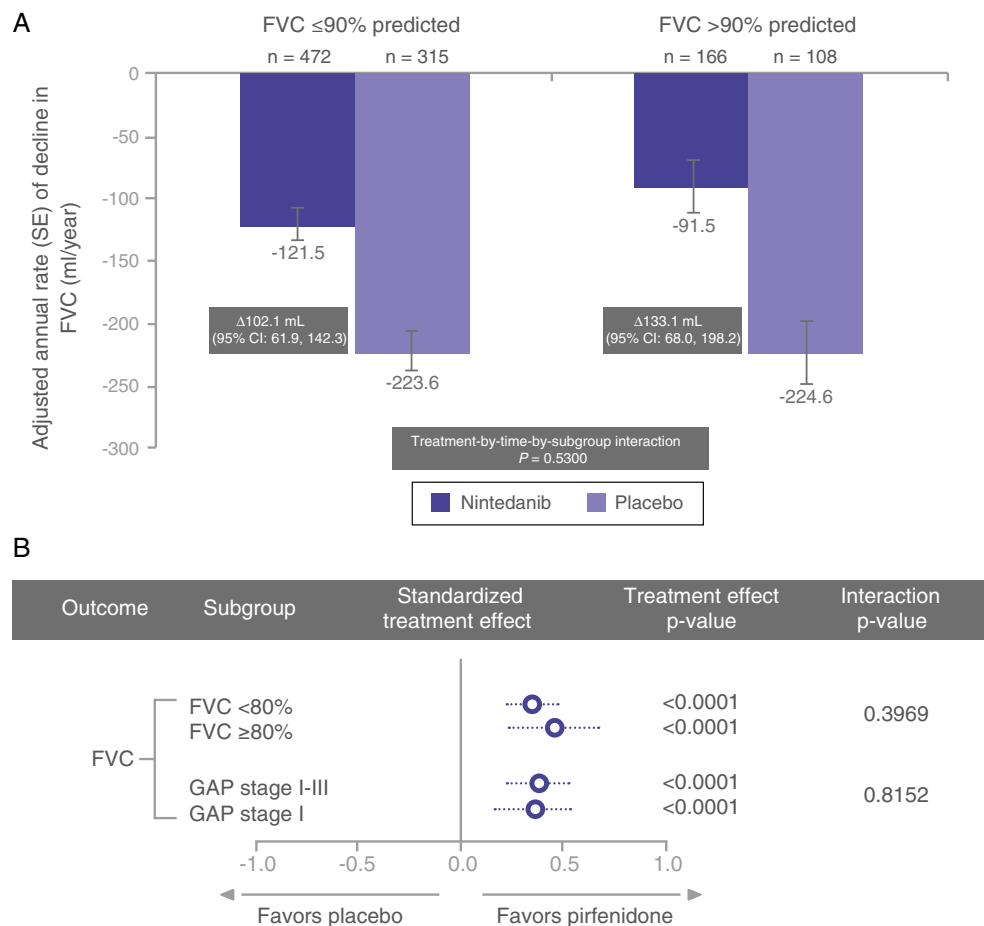 A
FVC ≤90% predicted
FVC >90% predicted
n = 472
n = 315
n = 166
n = 108
Adjusted annual rate (SE) of decline in
FVC (ml/year)
0
-50
-100
-150
-200
-250
-300
-121.5
-223.6
-91.5
-224.6
Δ102.1 mL
(95% CI: 61.9, 142.3)
Δ133.1 mL
(95% CI: 68.0, 198.2)
Treatment-by-time-by-subgroup interaction
P = 0.5300
Nintedanib
Placebo
B
Outcome
Subgroup
Standardized
treatment effect
Treatment effect
p-value
Interaction
p-value
FVC
FVC <80%
<0.0001
FVC ≥80%
<0.0001
0.3969
GAP stage I-III
<0.0001
GAP stage I
<0.0001
0.8152
-1.0
-0.5
0.0
0.5
1.0
Favors placebo
Favors pirfenidone